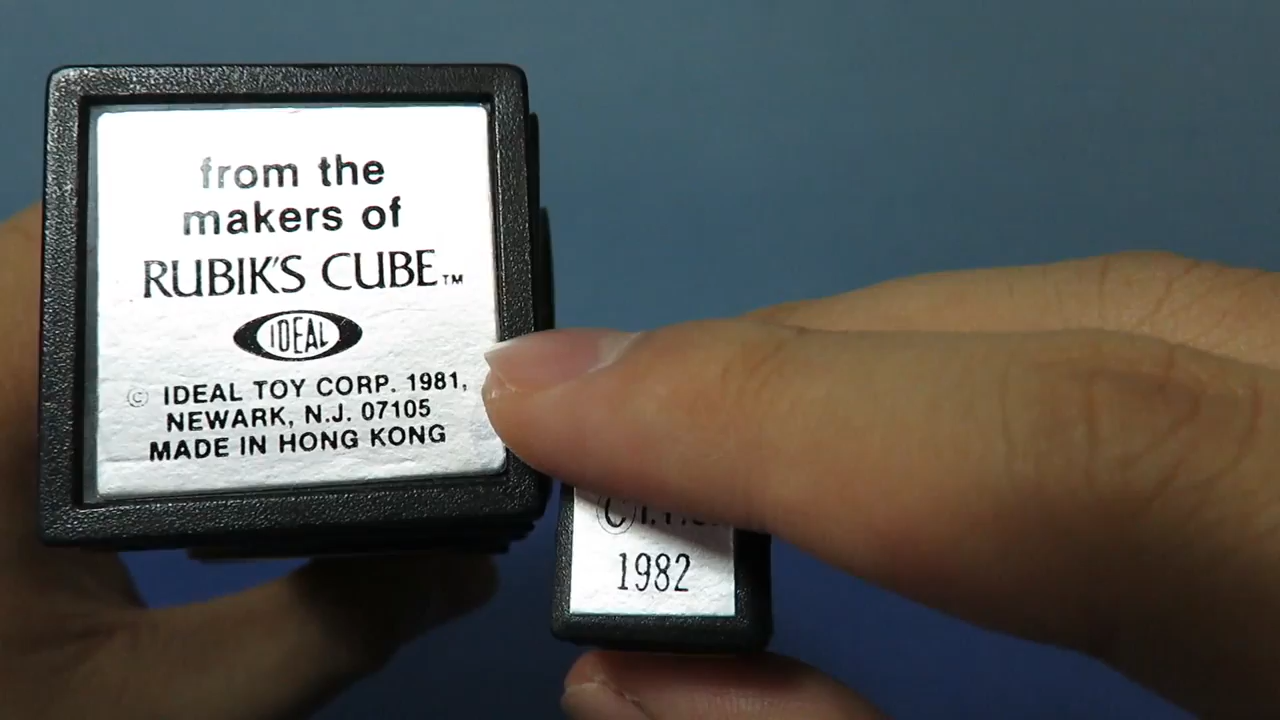 from the
makers of
RUBIK'S CUBE™
IDEAL
© IDEAL TOY CORP. 1981,
NEWARK, N.J. 07105
MADE IN HONG KONG
©
1982